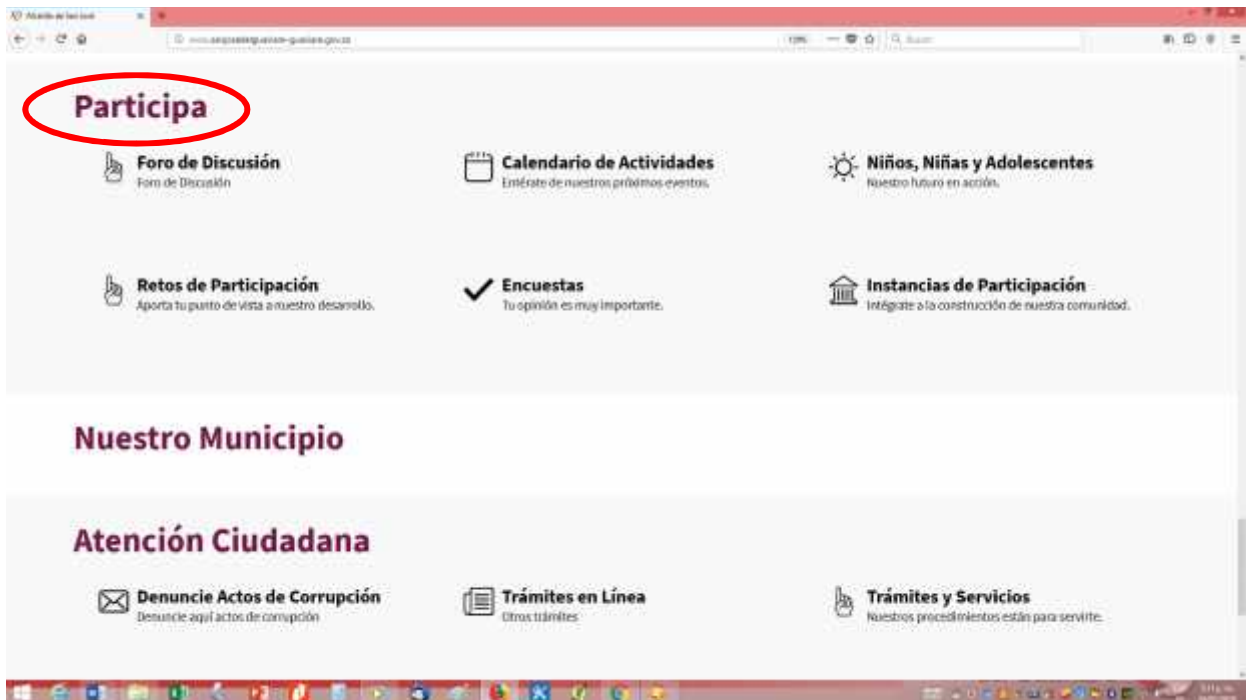 Participa
Foro de Discusión
Foro de Discusión
Calendario de Actividades
Entérate de nuestros próximos eventos.
Niños, Niñas y Adolescentes
Nuestro futuro en acción.
Retos de Participación
Aporta tu punto de vista a nuestro desarrollo.
Encuestas
Tu opinión es muy importante.
Instancias de Participación
Intégrate a la construcción de nuestra comunidad.
Nuestro Municipio
Atención Ciudadana
Denuncie Actos de Corrupción
Denuncie aquí actos de corrupción
Trámites en Línea
Otros trámites
Trámites y Servicios
Nuestros procedimientos están para servirte.